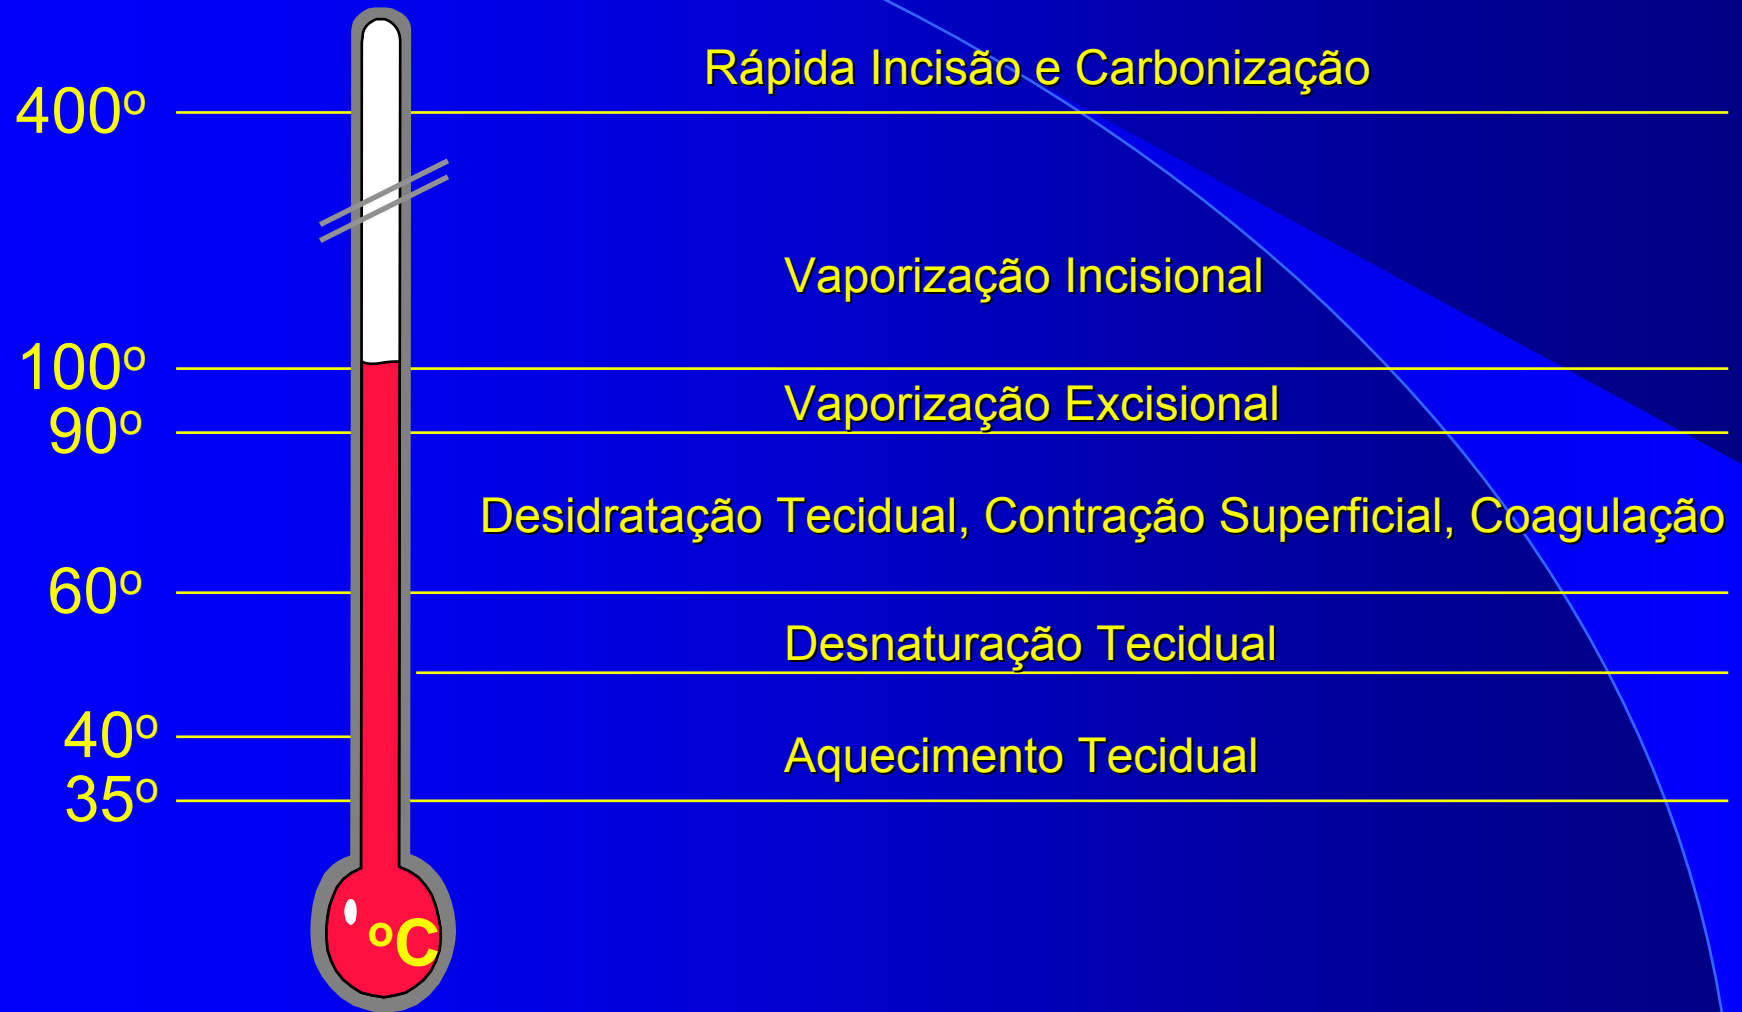 Rápida Incisão e Carbonização
400º
Vaporização Incisional
100º
Vaporização Excisional
90º
Desidratação Tecidual, Contração Superficial, Coagulação
60º
Desnaturação Tecidual
40º
Aquecimento Tecidual
35º
ºC